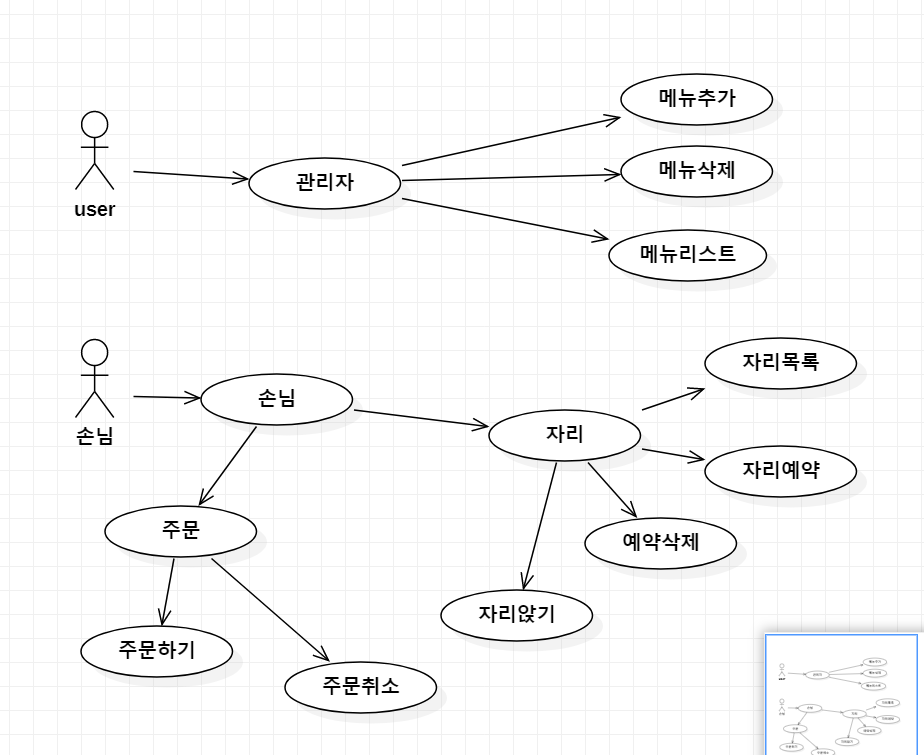 메뉴추가
메뉴삭제
관리자
user
메뉴리스트
자리목록
손님
자리
손님
자리예약
주문
예약삭제
자리앉기
주문하기
주문취소